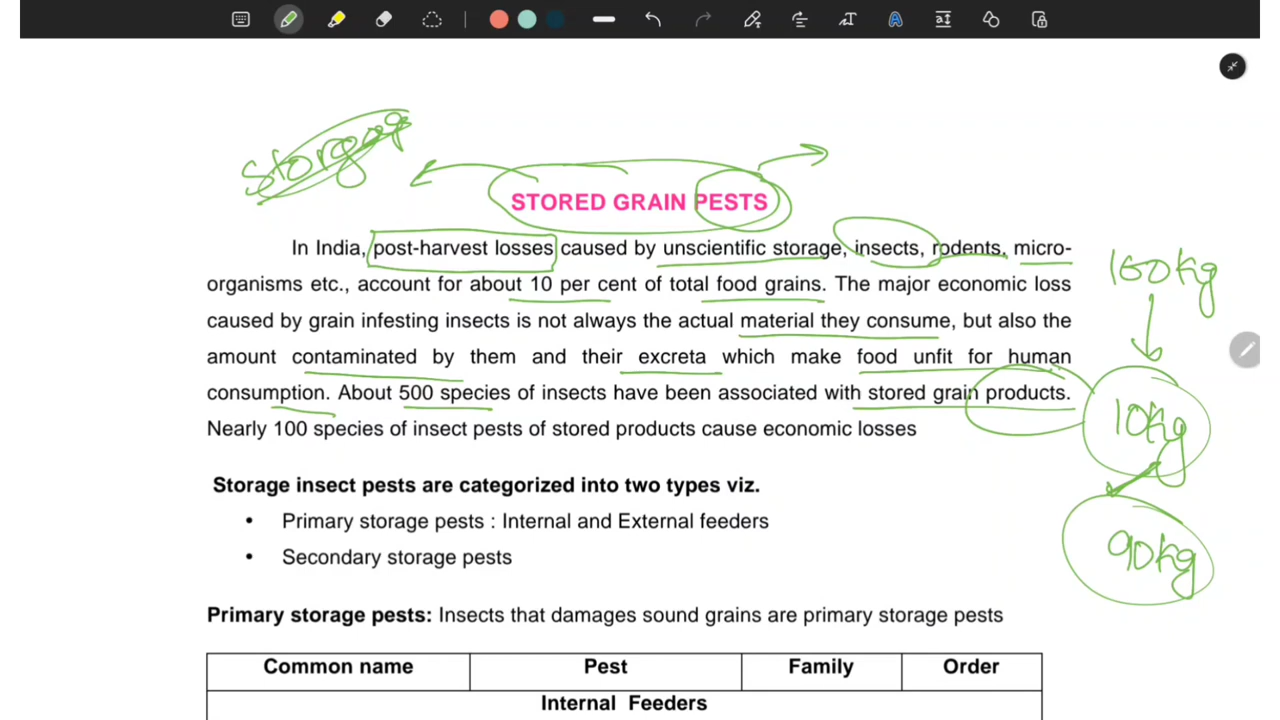 Storage
STORED GRAIN PESTS
In India, post-harvest losses caused by unscientific storage, insects, rodents, micro-
organisms etc., account for about 10 per cent of total food grains. The major economic loss
caused by grain infesting insects is not always the actual material they consume, but also the
amount contaminated by them and their excreta which make food unfit for human
consumption. About 500 species of insects have been associated with stored grain products.
Nearly 100 species of insect pests of stored products cause economic losses
100kg
10kg
90kg
Storage insect pests are categorized into two types viz.
• Primary storage pests : Internal and External feeders
• Secondary storage pests
Primary storage pests: Insects that damages sound grains are primary storage pests
Common name Pest Family Order
Internal Feeders